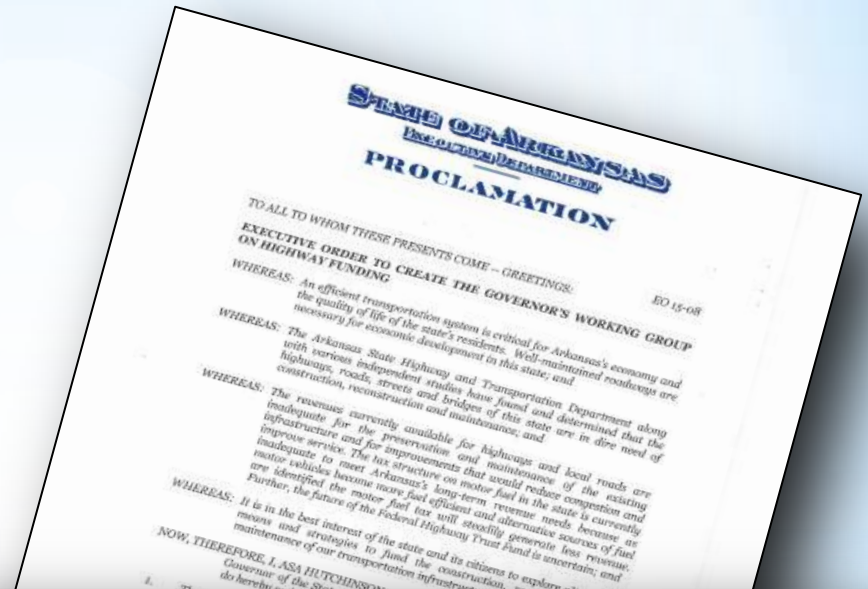 STATE OF ARKANSAS
EXECUTIVE DEPARTMENT
PROCLAMATION
TO ALL TO WHOM THESE PRESENTS COME – GREETINGS:
EO 15-08
EXECUTIVE ORDER TO CREATE THE GOVERNOR'S WORKING GROUP
ON HIGHWAY FUNDING
WHEREAS: An efficient transportation system is critical for Arkansas's economy and
the quality of life of the state's residents. Well-maintained roadways are
necessary for economic development in this state; and
WHEREAS: The Arkansas State Highway and Transportation Department along
with various independent studies have found and determined that the
highways, roads, streets and bridges of this state are in dire need of
construction, reconstruction and maintenance; and
WHEREAS: The revenues currently available for highways and local roads are
inadequate for the preservation and maintenance of the existing
infrastructure and for improvements that would reduce congestion and
improve service. The tax structure on motor fuel in the state is currently
inadequate to meet Arkansas's long-term revenue needs because as
motor vehicles become more fuel efficient and alternative sources of fuel
are identified the motor fuel tax will steadily generate less revenue.
Further, the future of the Federal Highway Trust Fund is uncertain; and
WHEREAS: It is in the best interest of the state and its citizens to explore
means and strategies to fund the construction,
maintenance of our transportation
NOW, THEREFORE, I, ASA HUTCHINSON
Governor of the
do hereby
1.